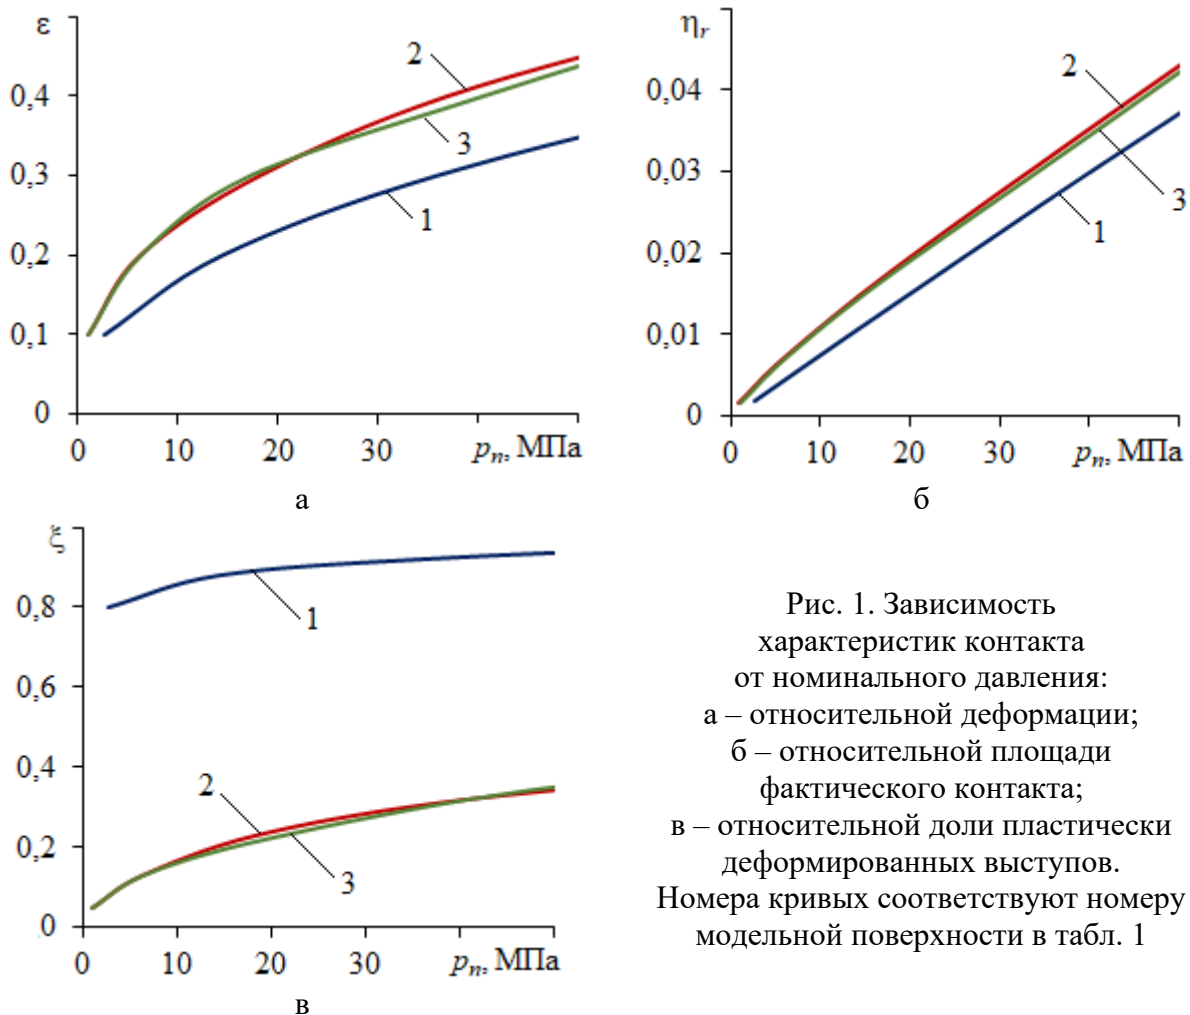 ε
0,4
0,3
0,2
0,1
0
0
10
20
30
pₙ, МПа
2
3
1
а
ηᵣ
0,04
0,03
0,02
0,01
0
0
10
20
30
pₙ, МПа
2
1
3
б
ξ
0,8
0,6
0,4
0,2
0
0
10
20
30
pₙ, МПа
1
2
3
в
Рис. 1. Зависимость
характеристик контакта
от номинального давления:
а – относительной деформации;
б – относительной площади
фактического контакта;
в – относительной доли пластически
деформированных выступов.
Номера кривых соответствуют номеру
модельной поверхности в табл. 1